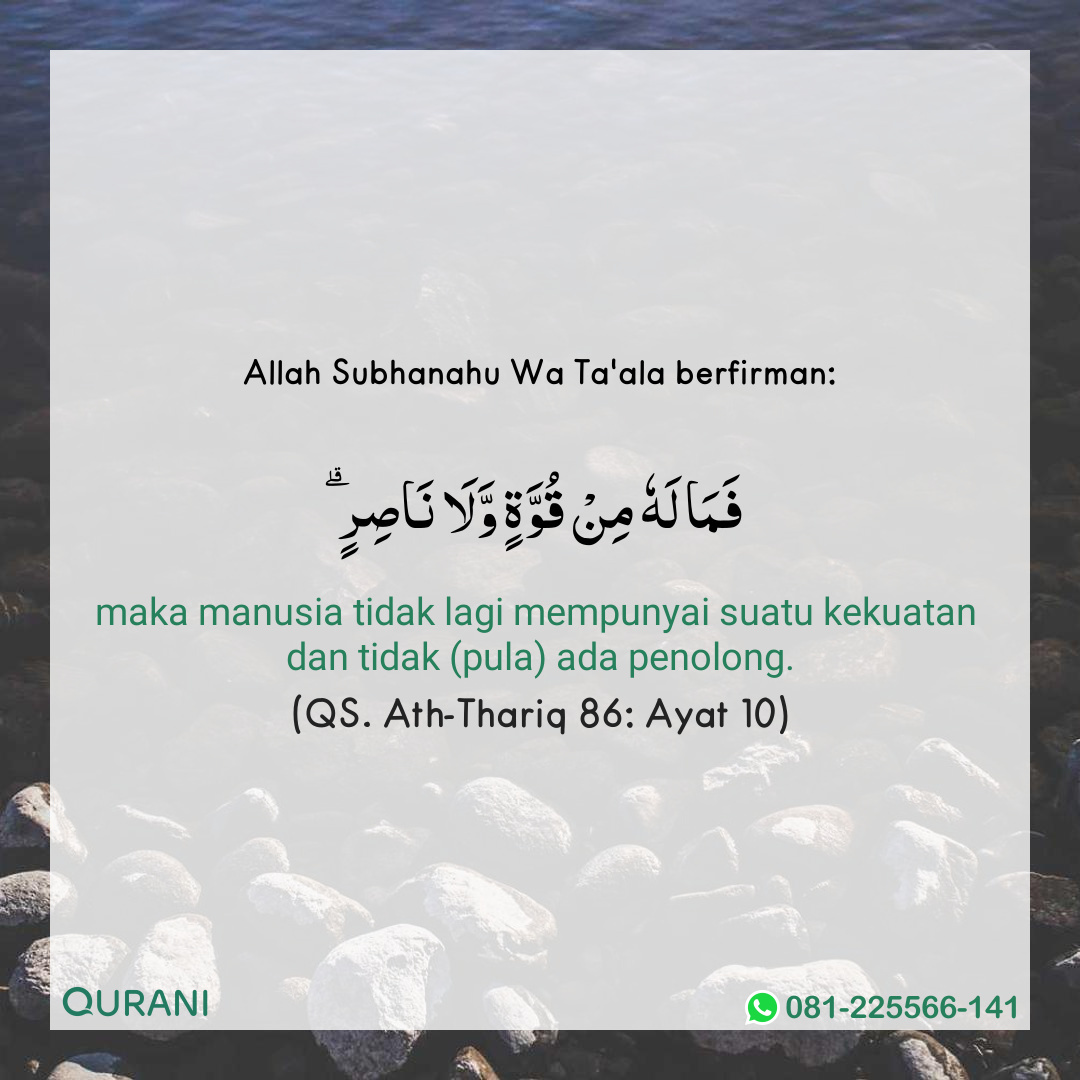 Allah Subhanahu Wa Ta'ala berfirman:
فَمَا لَهٗ مِنْ قُوَّةٍ وَّلَا نَاصِرٍۗ
maka manusia tidak lagi mempunyai suatu kekuatan
dan tidak (pula) ada penolong.
(QS. Ath-Thariq 86: Ayat 10)
QURANI
081-225566-141